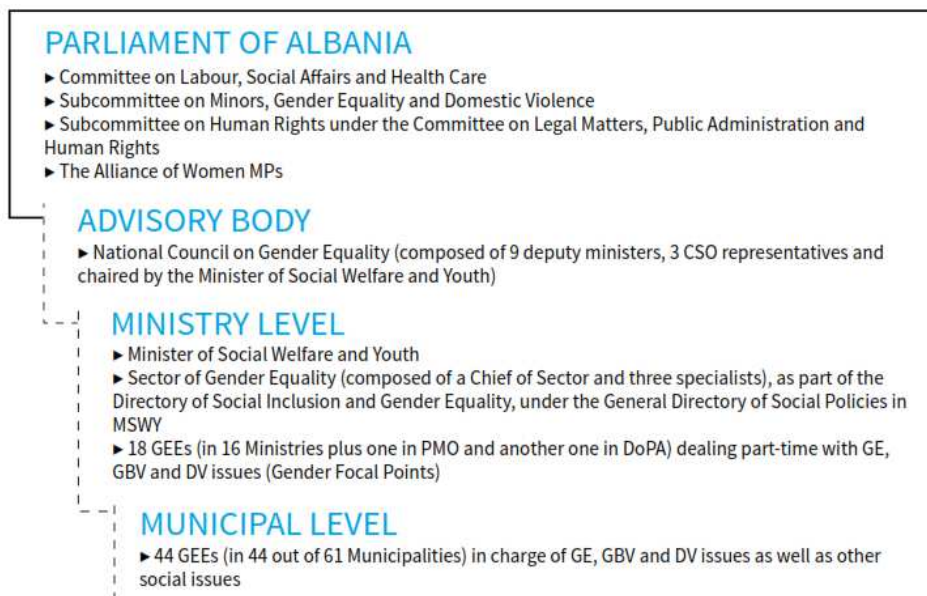 PARLIAMENT OF ALBANIA
▸ Committee on Labour, Social Affairs and Health Care
▸ Subcommittee on Minors, Gender Equality and Domestic Violence
▸ Subcommittee on Human Rights under the Committee on Legal Matters, Public Administration and
Human Rights
▸ The Alliance of Women MPs
ADVISORY BODY
▸ National Council on Gender Equality (composed of 9 deputy ministers, 3 CSO representatives and
chaired by the Minister of Social Welfare and Youth)
MINISTRY LEVEL
▸ Minister of Social Welfare and Youth
▸ Sector of Gender Equality (composed of a Chief of Sector and three specialists), as part of the
Directory of Social Inclusion and Gender Equality, under the General Directory of Social Policies in
MSWY
▸ 18 GEEs (in 16 Ministries plus one in PMO and another one in DoPA) dealing part-time with GE,
GBV and DV issues (Gender Focal Points)
MUNICIPAL LEVEL
▸ 44 GEEs (in 44 out of 61 Municipalities) in charge of GE, GBV and DV issues as well as other
social issues